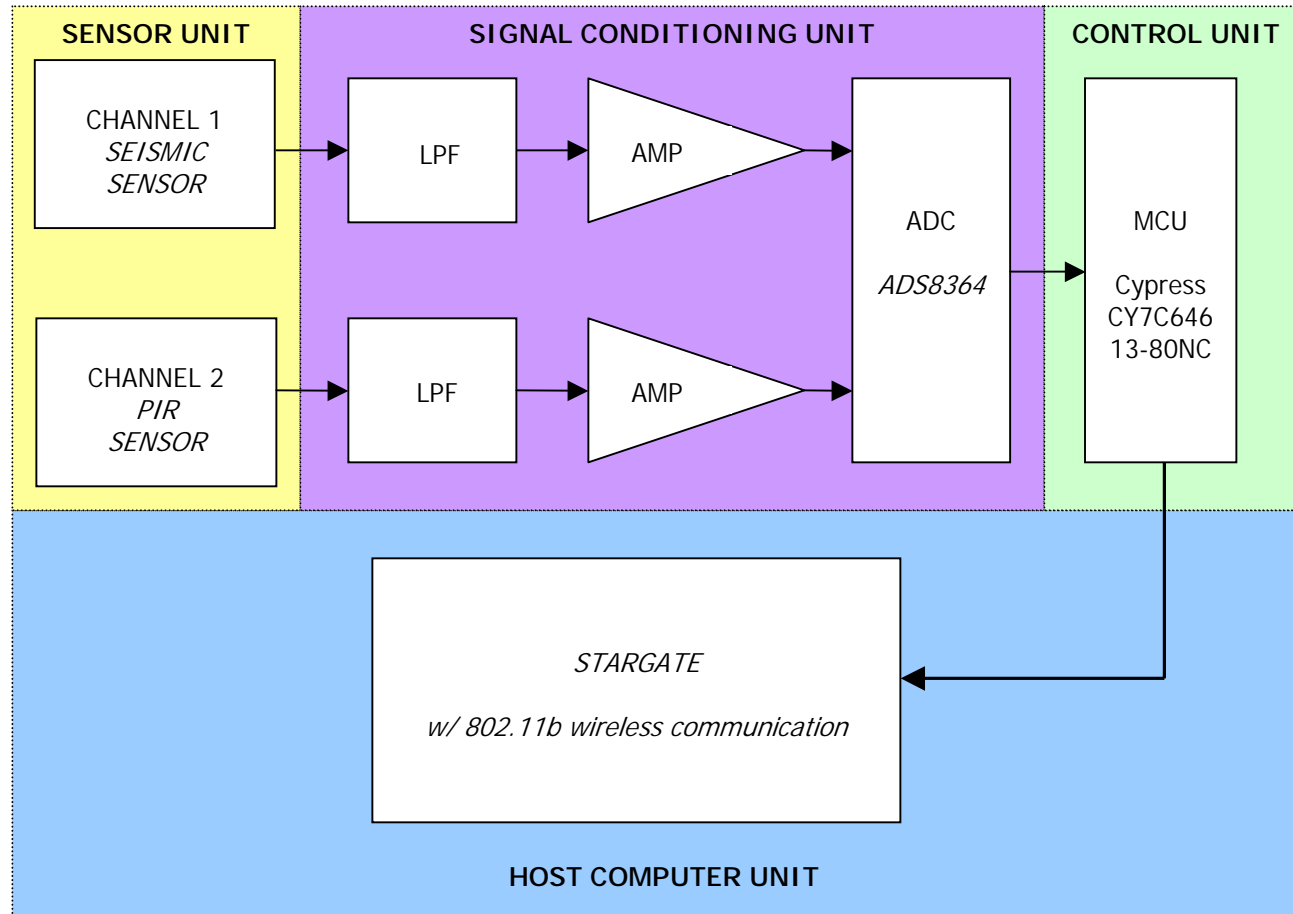 SENSOR UNIT
SIGNAL CONDITIONING UNIT
CONTROL UNIT
CHANNEL 1
SEISMIC
SENSOR
LPF
AMP
ADC
ADS8364
MCU
Cypress
CY7C646
13-80NC
CHANNEL 2
PIR
SENSOR
LPF
AMP
STARGATE
w/ 802.11b wireless communication
HOST COMPUTER UNIT